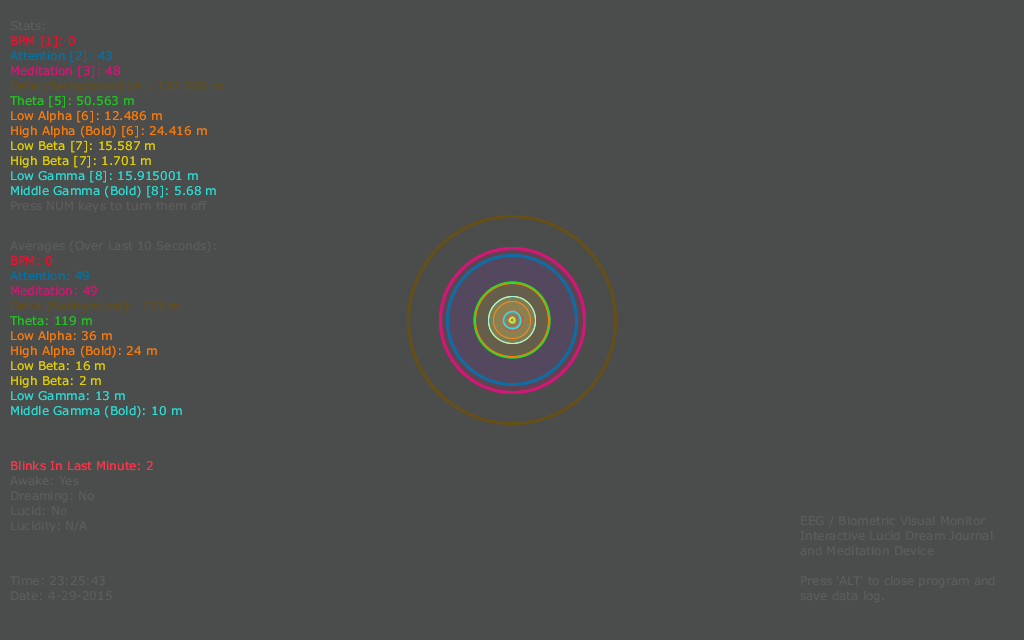 Stats:
BPM [1]: 0
Attention [2]: 43
Meditation [3]: 48
Theta [5]: 50.563 m
Low Alpha [6]: 12.486 m
High Alpha (Bold) [6]: 24.416 m
Low Beta [7]: 15.587 m
High Beta [7]: 1.701 m
Low Gamma [8]: 15.915001 m
Middle Gamma (Bold) [8]: 5.68 m
Press NUM keys to turn them off
Averages (Over Last 10 Seconds):
BPM: 0
Attention: 49
Meditation: 49
Theta: 119 m
Low Alpha: 36 m
High Alpha (Bold): 24 m
Low Beta: 16 m
High Beta: 2 m
Low Gamma: 13 m
Middle Gamma (Bold): 10 m
Blinks In Last Minute: 2
Awake: Yes
Dreaming: No
Lucid: No
Lucidity: N/A
Time: 23:25:43
Date: 4-29-2015
EEG / Biometric Visual Monitor
Interactive Lucid Dream Journal
and Meditation Device
Press 'ALT' to close program and
save data log.